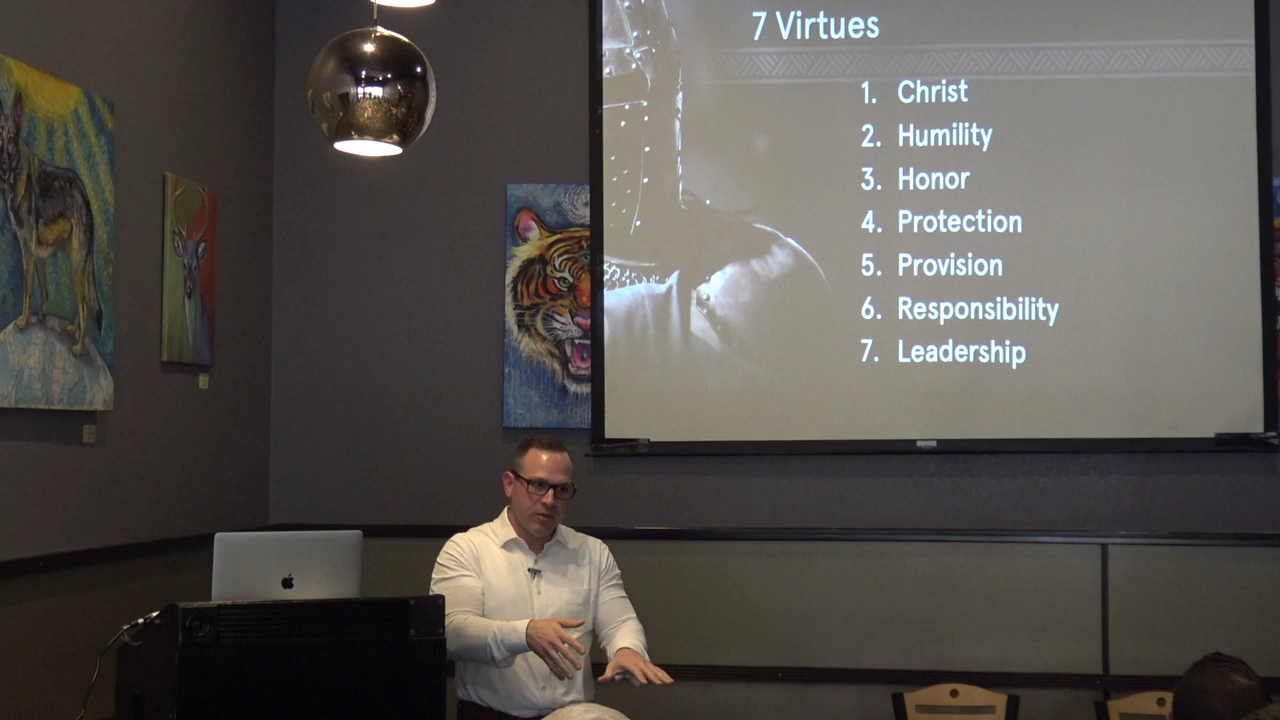 7 Virtues
1. Christ
2. Humility
3. Honor
4. Protection
5. Provision
6. Responsibility
7. Leadership